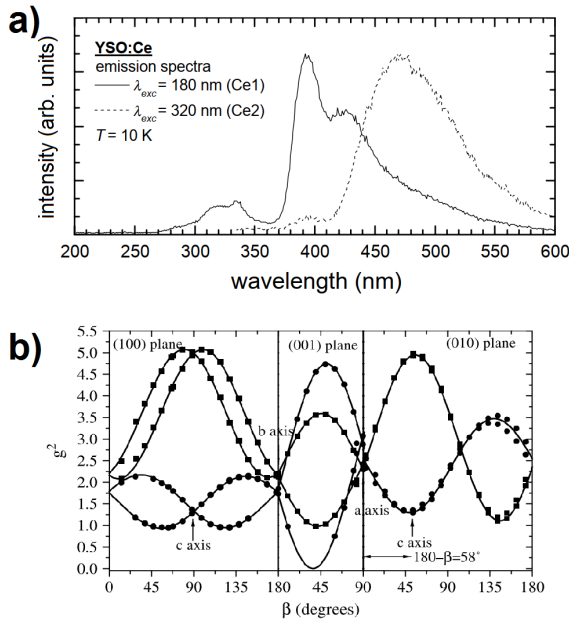 a)
YSO:Ce
emission spectra
λexc = 180 nm (Ce1)
λexc = 320 nm (Ce2)
T = 10 K
intensity (arb. units)
200 250 300 350 400 450 500 550 600
wavelength (nm)
b)
5.5
5.0
4.5
4.0
3.5
3.0
2.5
2.0
1.5
1.0
0.5
0.0
g²
(100) plane
(001) plane
(010) plane
b axis
a axis
c axis
c axis
180–β=58°
0 45 90 135 180 45 90 45 90 135 180
β (degrees)